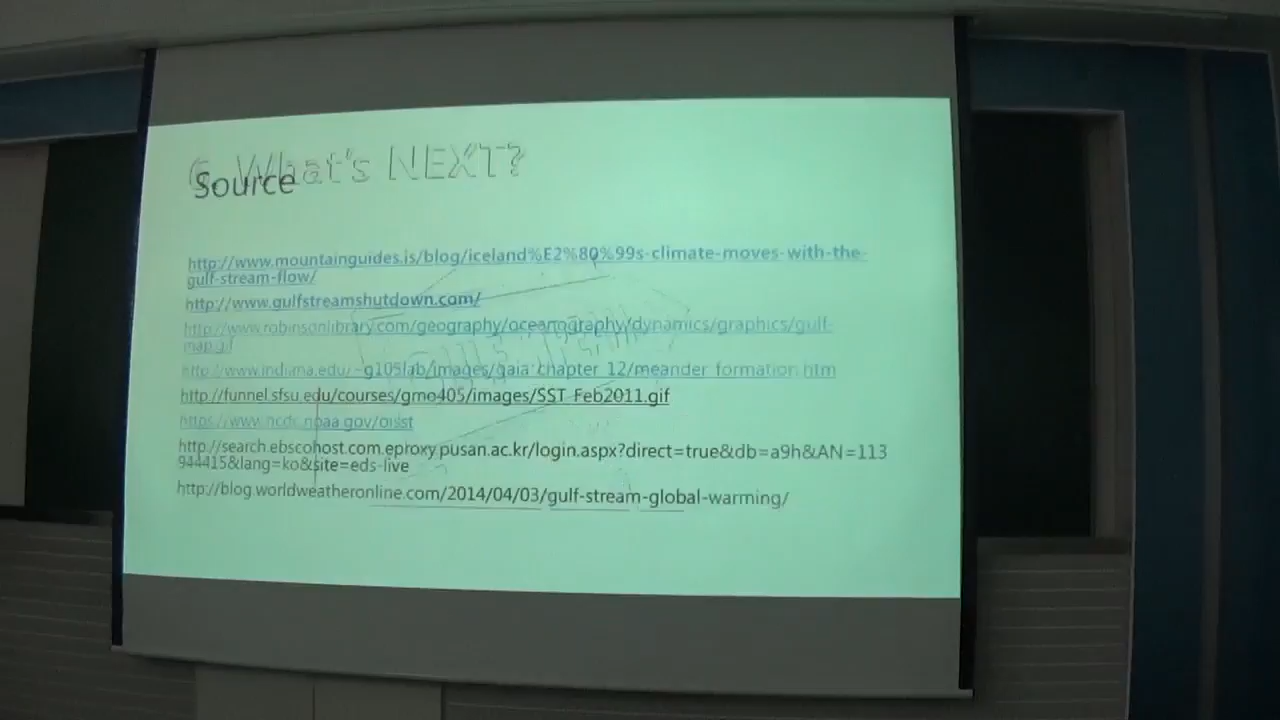 6. What's NEXT?
Source
http://www.mountainguides.is/blog/iceland%E2%80%99s-climate-moves-with-the-
gulf-stream-flow/
http://www.gulfstreamshutdown.com/
http://www.robinsonlibrary.com/geography/oceanography/dynamics/graphics/gulf-
map.gif
http://www.indiana.edu/~g105lab/images/gaia_chapter_12/meander_formation.htm
http://funnel.sfsu.edu/courses/gmo405/images/SST_Feb2011.gif
https://www.ncdc.noaa.gov/oisst
http://search.ebscohost.com.eproxy.pusan.ac.kr/login.aspx?direct=true&db=a9h&AN=113
944415&lang=ko&site=eds-live
http://blog.worldweatheronline.com/2014/04/03/gulf-stream-global-warming/